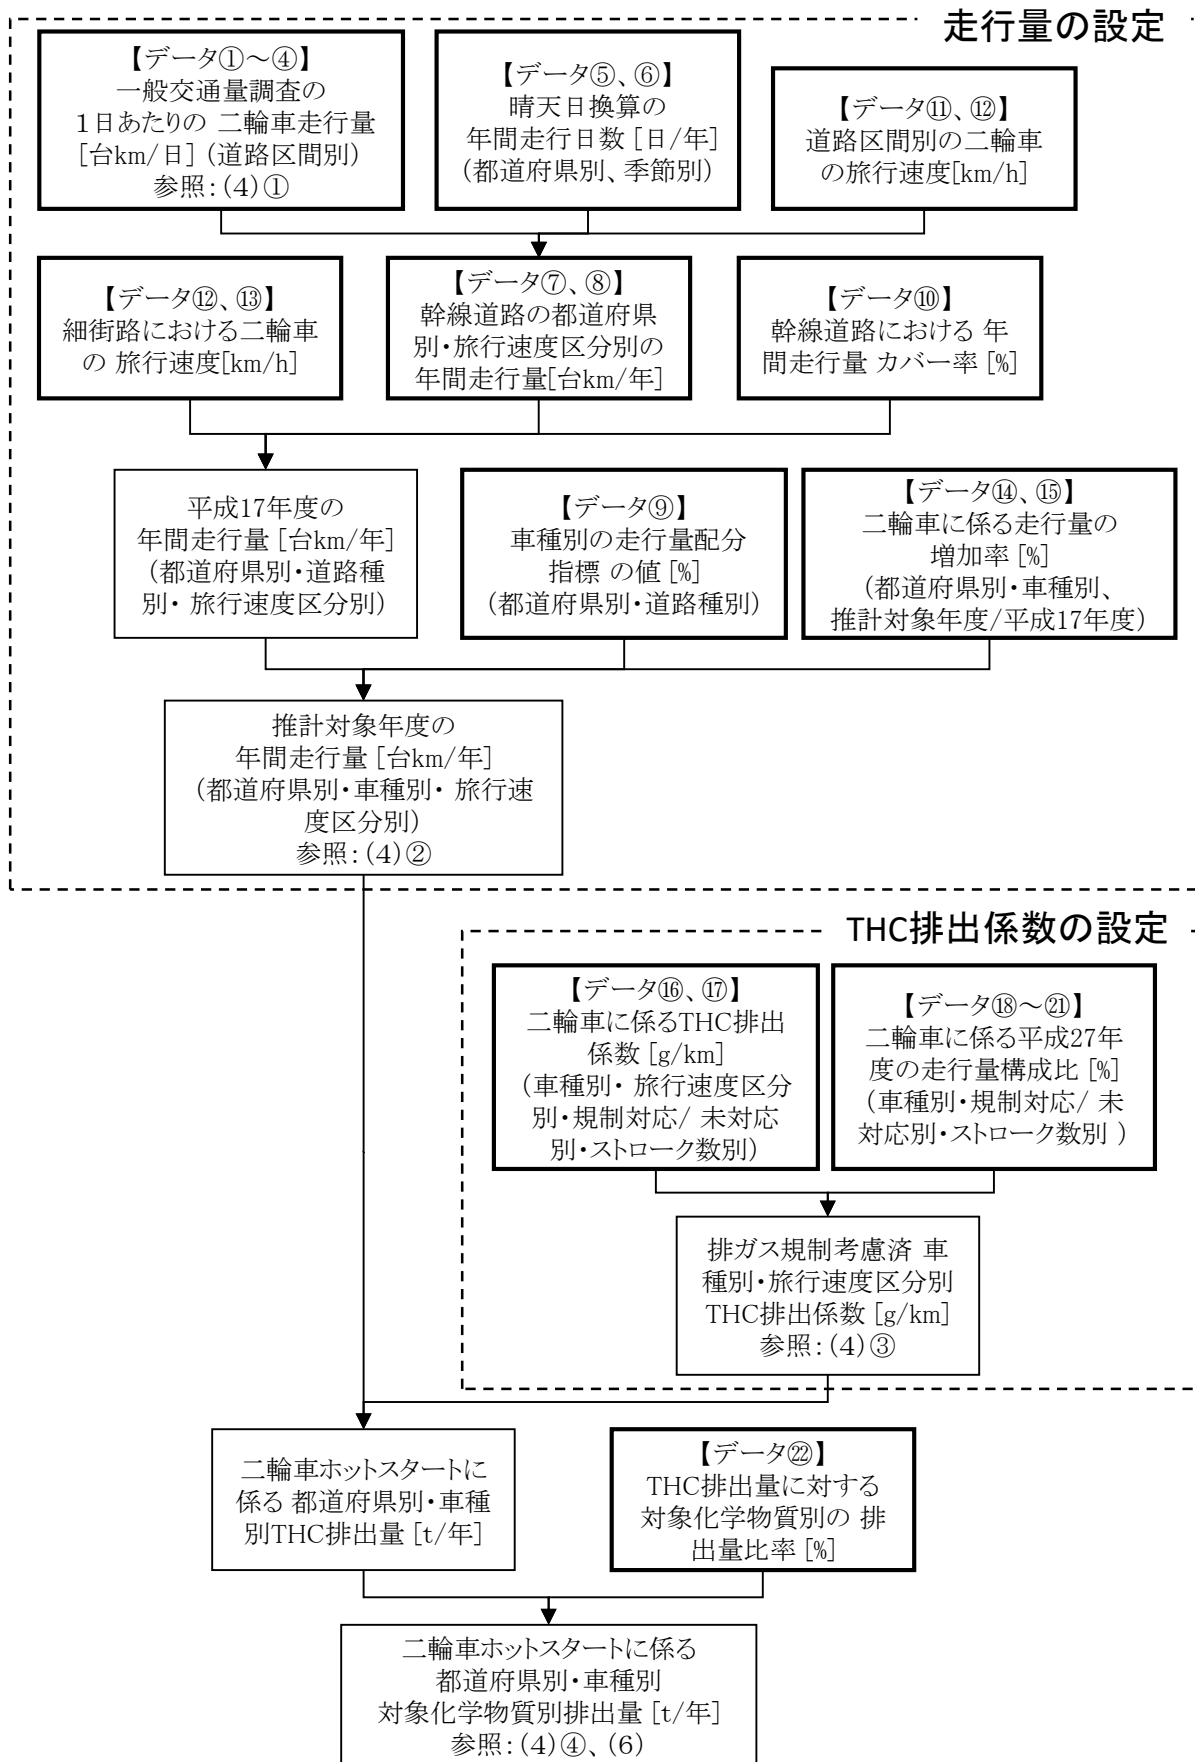 走行量の設定
【データ①～④】
一般交通量調査の
１日あたりの 二輪車走行量
[台km/日] (道路区間別)
参照：(4)①
【データ⑤、⑥】
晴天日換算の
年間走行日数 [日/年]
(都道府県別、季節別)
【データ⑪、⑫】
道路区間別の二輪車
の旅行速度[km/h]
【データ⑫、⑬】
細街路における二輪車
の 旅行速度[km/h]
【データ⑦、⑧】
幹線道路の都道府県
別・旅行速度区分別の
年間走行量[台km/年]
【データ⑩】
幹線道路における 年
間走行量 カバー率 [%]
平成17年度の
年間走行量 [台km/年]
(都道府県別・道路種
別・ 旅行速度区分別)
【データ⑨】
車種別の走行量配分
指標 の値 [%]
(都道府県別・道路種別)
【データ⑭、⑮】
二輪車に係る走行量の
増加率 [%]
(都道府県別・車種別、
推計対象年度/平成17年度)
推計対象年度の
年間走行量 [台km/年]
(都道府県別・車種別・ 旅行速
度区分別)
参照：(4)②
THC排出係数の設定
【データ⑯、⑰】
二輪車に係るTHC排出
係数 [g/km]
(車種別・ 旅行速度区分
別・規制対応/ 未対応
別・ストローク数別)
【データ⑱～㉑】
二輪車に係る平成27年
度の走行量構成比 [%]
(車種別・規制対応/ 未
対応別・ストローク数別 )
排ガス規制考慮済 車
種別・旅行速度区分別
THC排出係数 [g/km]
参照：(4)③
二輪車ホットスタートに
係る 都道府県別・車種
別THC排出量 [t/年]
【データ㉒】
THC排出量に対する
対象化学物質別の 排
出量比率 [%]
二輪車ホットスタートに係る
都道府県別・車種別
対象化学物質別排出量 [t/年]
参照：(4)④、(6)